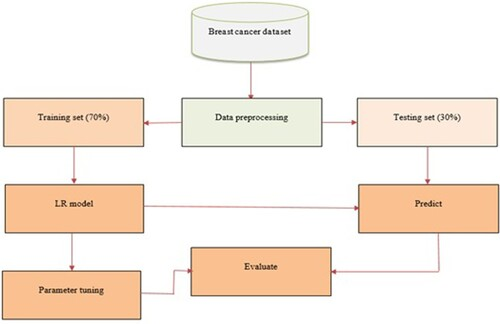 Breast cancer dataset
Training set (70%)
Data preprocessing
Testing set (30%)
LR model
Predict
Evaluate
Parameter tuning